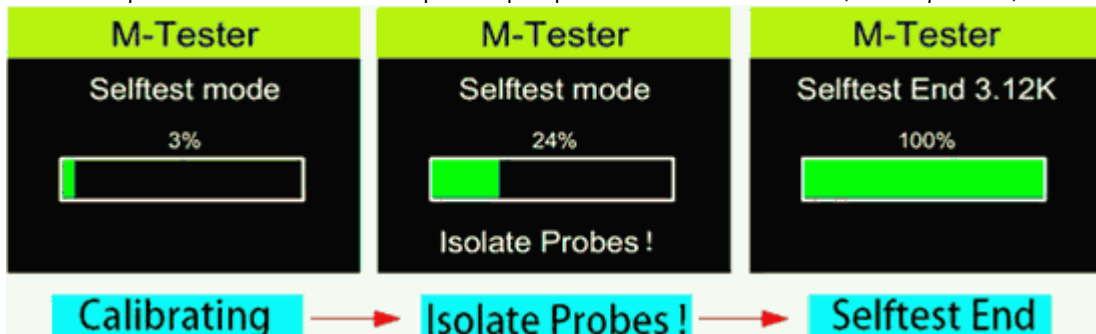 M-Tester
Selftest mode
3%
M-Tester
Selftest mode
24%
Isolate Probes !
M-Tester
Selftest End 3.12K
100%
Calibrating
Isolate Probes !
Selftest End